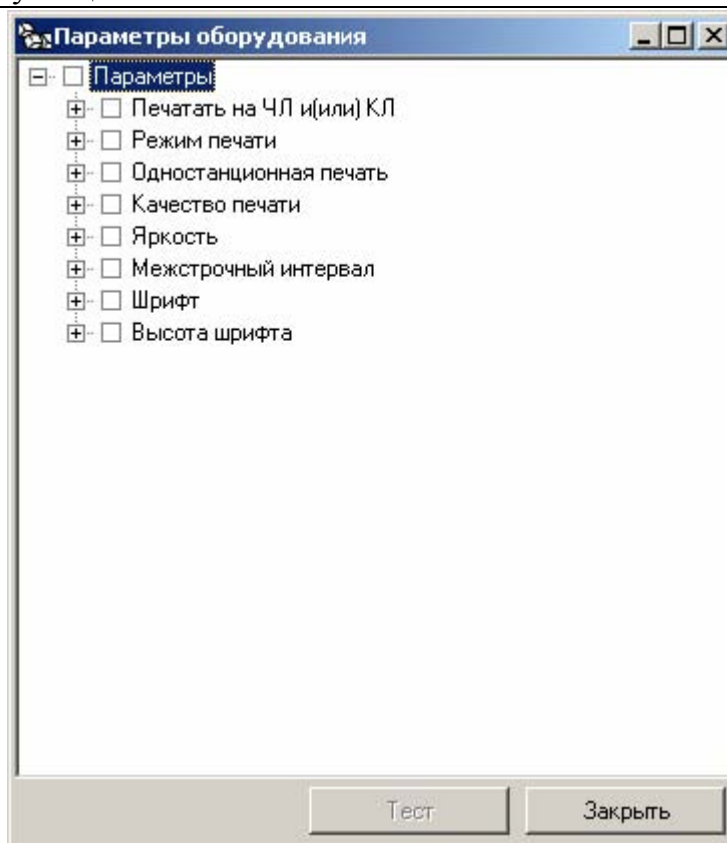 Параметры оборудования
Параметры
Печатать на ЧЛ и(или) КЛ
Режим печати
Одностанционная печать
Качество печати
Яркость
Межстрочный интервал
Шрифт
Высота шрифта
Тест Закрыть